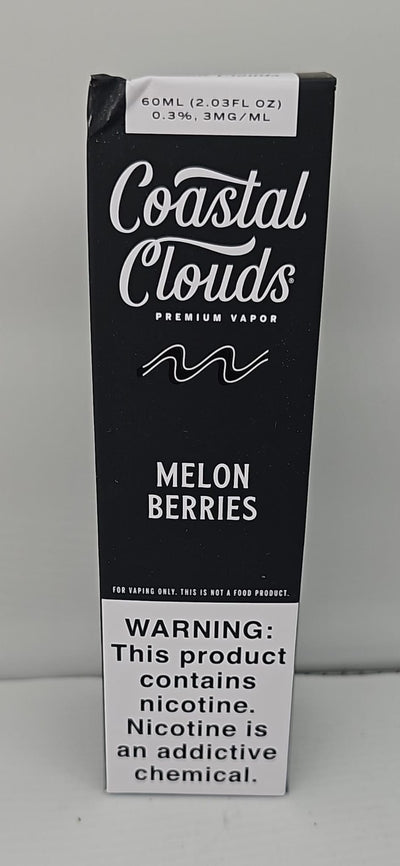 60ML (2.03FL OZ)
0.3%, 3MG/ML
Coastal
Clouds®
PREMIUM VAPOR
MELON
BERRIES
FOR VAPING ONLY. THIS IS NOT A FOOD PRODUCT.
WARNING:
This product
contains
nicotine.
Nicotine is
an addictive
chemical.